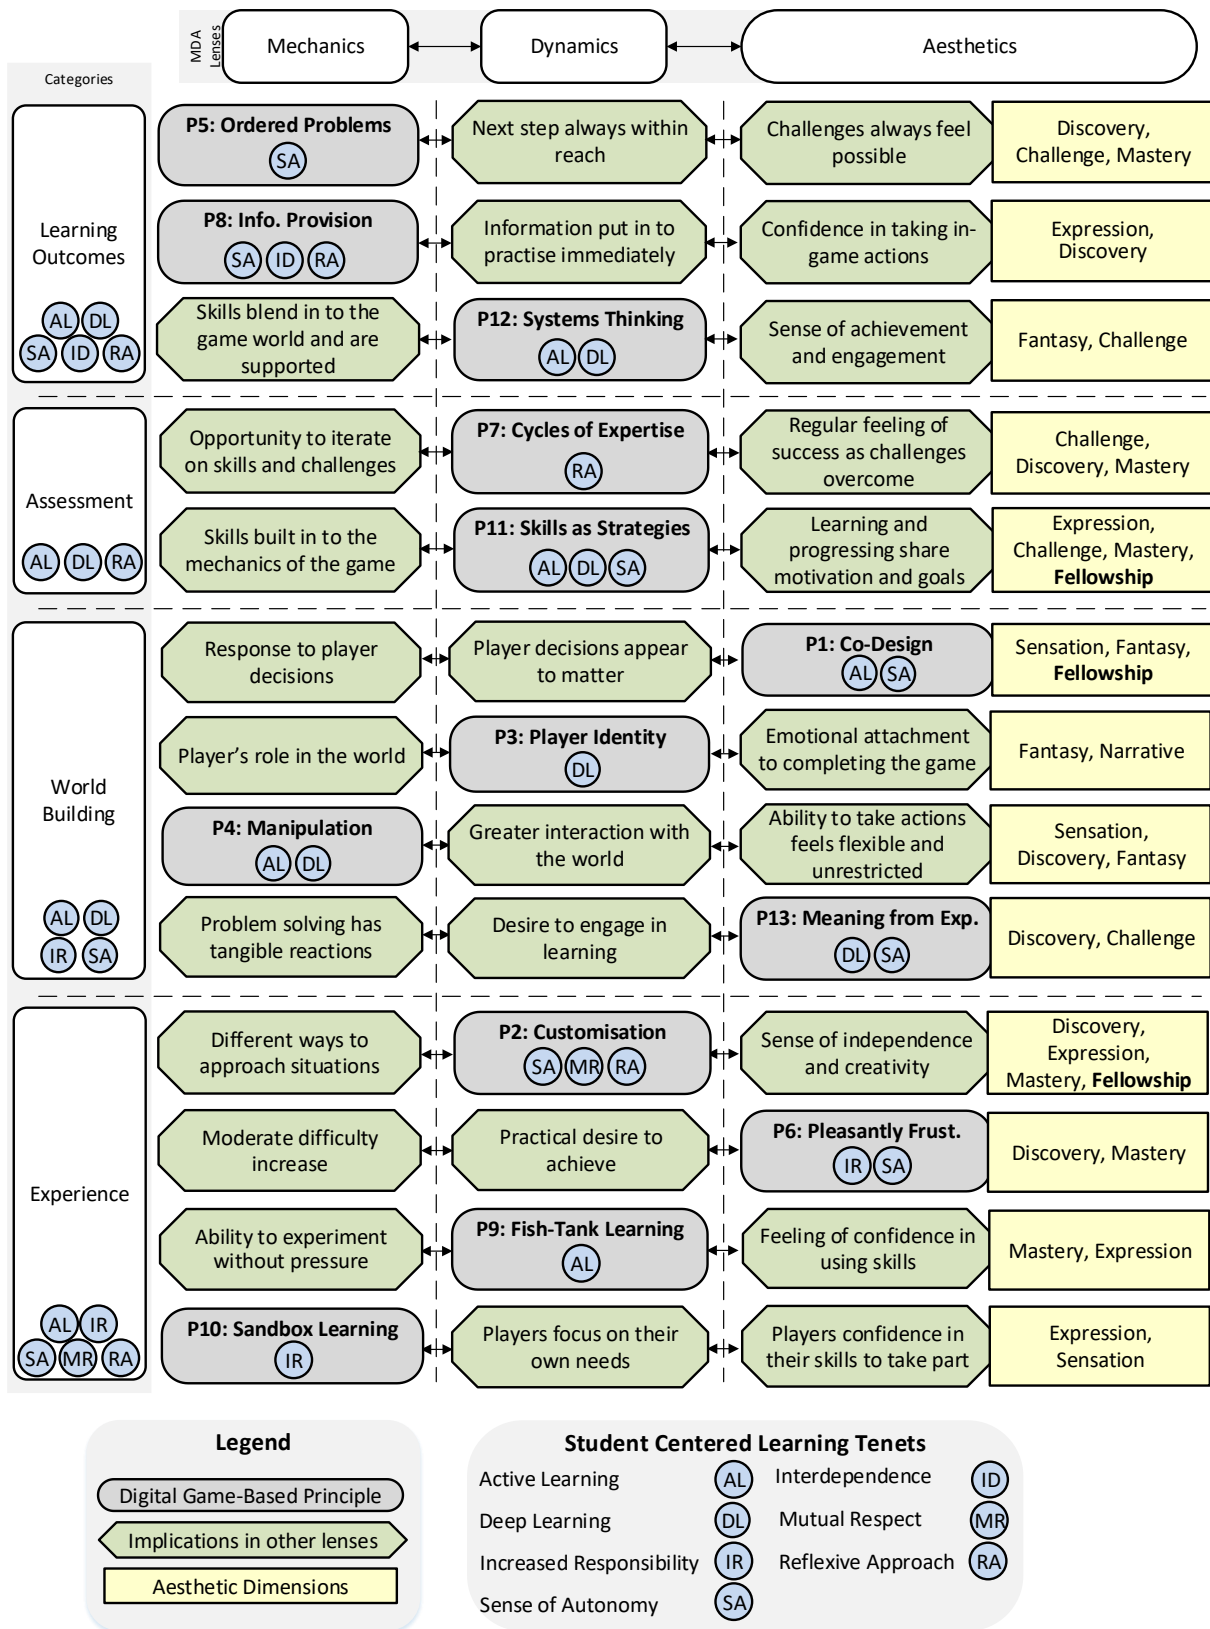 MDA
Lenses
Mechanics
Dynamics
Aesthetics
Categories
Learning
Outcomes
AL DL
SA ID RA
P5: Ordered Problems
SA
Next step always within
reach
Challenges always feel
possible
Discovery,
Challenge, Mastery
P8: Info. Provision
SA ID RA
Information put in to
practise immediately
Confidence in taking in-
game actions
Expression,
Discovery
Skills blend in to the
game world and are
supported
P12: Systems Thinking
AL DL
Sense of achievement
and engagement
Fantasy, Challenge
Assessment
AL DL RA
Opportunity to iterate
on skills and challenges
P7: Cycles of Expertise
RA
Regular feeling of
success as challenges
overcome
Challenge,
Discovery, Mastery
Skills built in to the
mechanics of the game
P11: Skills as Strategies
AL DL SA
Learning and
progressing share
motivation and goals
Expression,
Challenge, Mastery,
Fellowship
World
Building
AL DL
IR SA
Response to player
decisions
Player decisions appear
to matter
P1: Co-Design
AL SA
Sensation, Fantasy,
Fellowship
Player's role in the world
P3: Player Identity
DL
Emotional attachment
to completing the game
Fantasy, Narrative
P4: Manipulation
AL DL
Greater interaction with
the world
Ability to take actions
feels flexible and
unrestricted
Sensation,
Discovery, Fantasy
Problem solving has
tangible reactions
Desire to engage in
learning
P13: Meaning from Exp.
DL SA
Discovery, Challenge
Experience
AL IR
SA MR RA
Different ways to
approach situations
P2: Customisation
SA MR RA
Sense of independence
and creativity
Discovery,
Expression,
Mastery, Fellowship
Moderate difficulty
increase
Practical desire to
achieve
P6: Pleasantly Frust.
IR SA
Discovery, Mastery
Ability to experiment
without pressure
P9: Fish-Tank Learning
AL
Feeling of confidence in
using skills
Mastery, Expression
P10: Sandbox Learning
IR
Players focus on their
own needs
Players confidence in
their skills to take part
Expression,
Sensation
Legend
Digital Game-Based Principle
Implications in other lenses
Aesthetic Dimensions
Student Centered Learning Tenets
Active Learning AL
Interdependence ID
Deep Learning DL
Mutual Respect MR
Increased Responsibility IR
Reflexive Approach RA
Sense of Autonomy SA